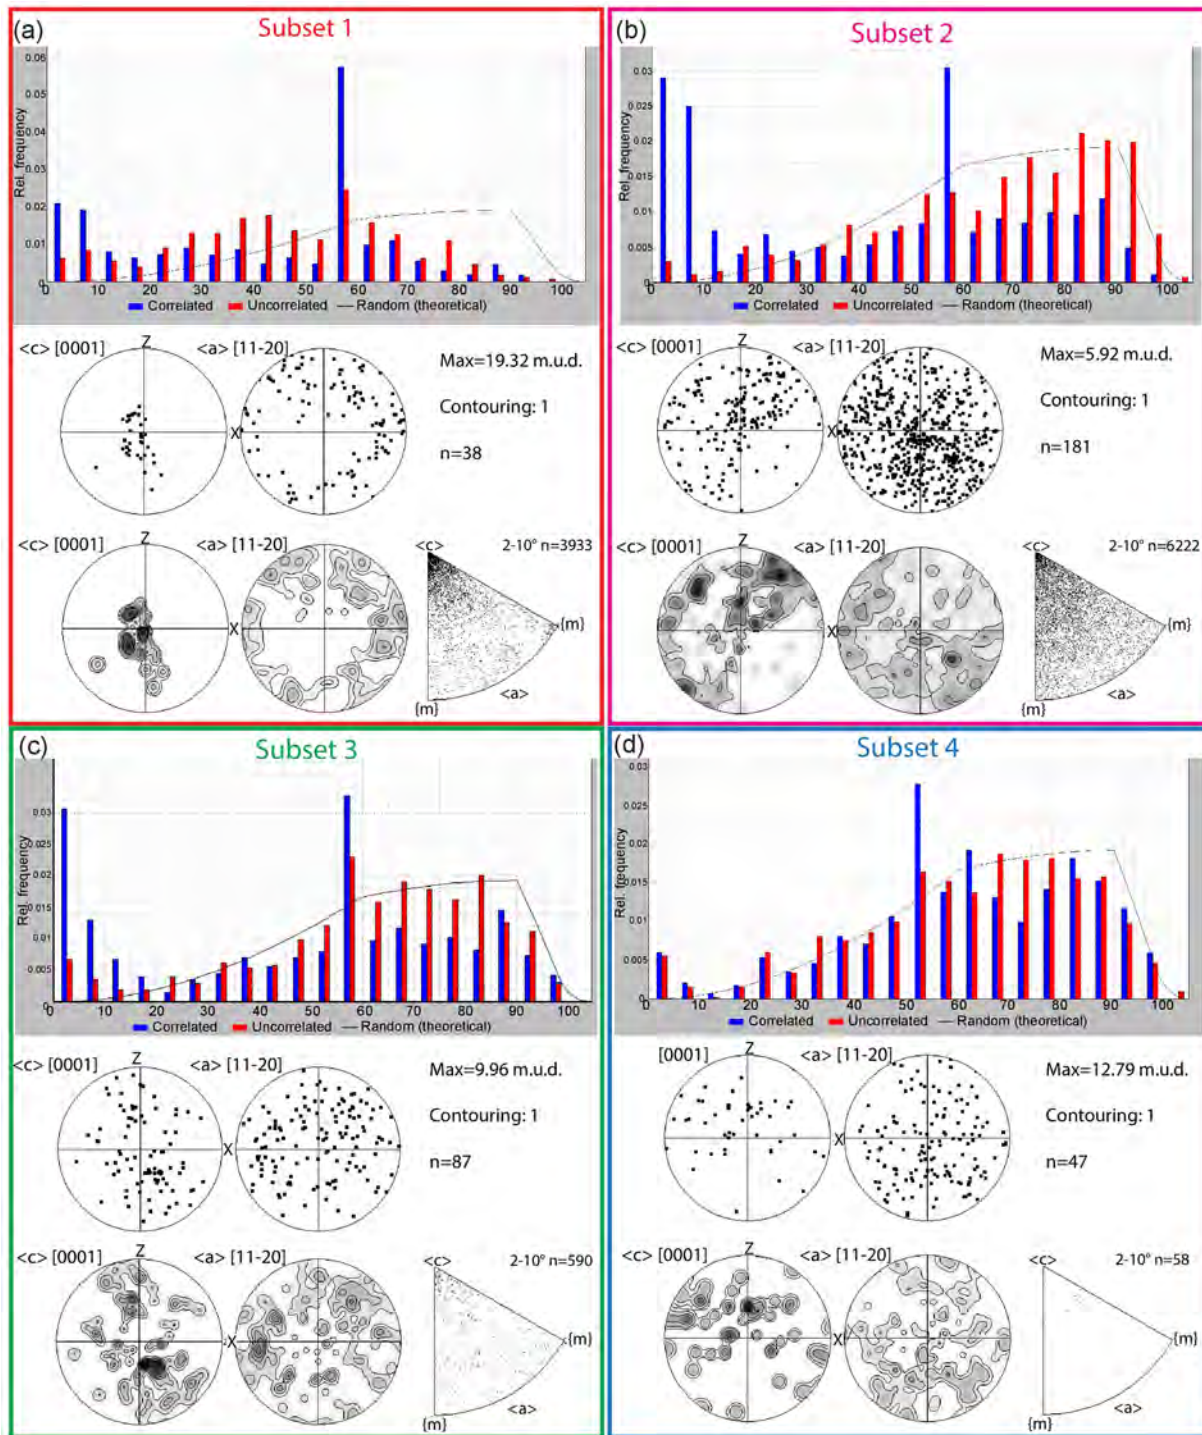 (a)
Subset 1
0.06
0.05
0.04
0.03
0.02
0.01
0
Rel. frequency
10 20 30 40 50 60 70 80 90 100
Correlated Uncorrelated Random (theoretical)
<c> [0001] Z <a> [11-20]
X
Max=19.32 m.u.d.
Contouring: 1
n=38
<c> [0001] Z <a> [11-20]
X
<c> 2-10° n=3933
{m}
<a>
{m}
(b)
Subset 2
0.03
0.025
0.02
0.015
0.01
0.005
0
Rel. frequency
0 10 20 30 40 50 60 70 80 90 100
Correlated Uncorrelated Random (theoretical)
<c> [0001] Z <a> [11-20]
X
Max=5.92 m.u.d.
Contouring: 1
n=181
<c> [0001] Z <a> [11-20]
X
<c> 2-10° n=6222
{m}
<a>
{m}
(c)
Subset 3
0.03
0.02
0.015
0.01
0.005
0
Rel. frequency
10 20 30 40 50 60 70 80 90 100
Correlated Uncorrelated Random (theoretical)
<c> [0001] Z <a> [11-20]
X
Max=9.96 m.u.d.
Contouring: 1
n=87
<c> [0001] Z <a> [11-20]
X
<c> 2-10° n=590
{m}
<a>
{m}
(d)
Subset 4
0.03
0.025
0.02
0.015
0.01
0.005
0
Rel. frequency
0 10 20 30 40 50 60 70 80 90 100
Correlated Uncorrelated Random (theoretical)
[0001] Z <a> [11-20]
X
Max=12.79 m.u.d.
Contouring: 1
n=47
<c> [0001] Z <a> [11-20]
X
<c> 2-10° n=58
{m}
<a>
{m}